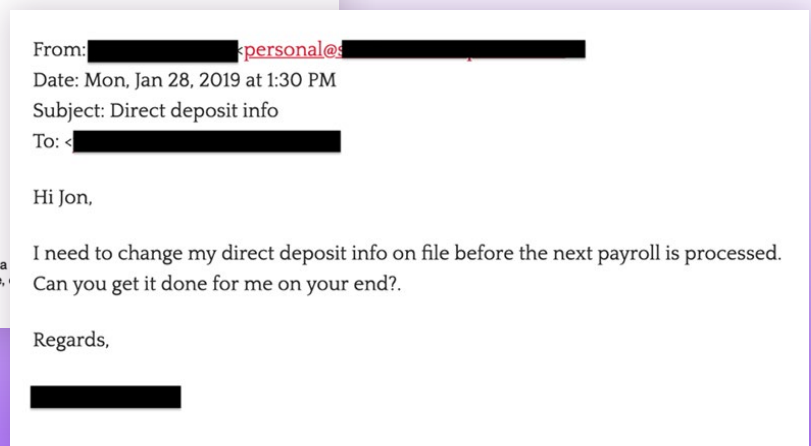 From: <personal@s
Date: Mon, Jan 28, 2019 at 1:30 PM
Subject: Direct deposit info
To: <
Hi Jon,
I need to change my direct deposit info on file before the next payroll is processed.
Can you get it done for me on your end?.
Regards,
a
e,